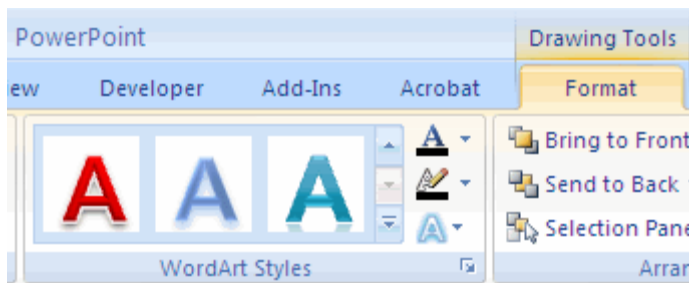 PowerPoint Drawing Tools
ew Developer Add-Ins Acrobat Format
A A A A Bring to Front
Send to Back
A Selection Pane
WordArt Styles Arran